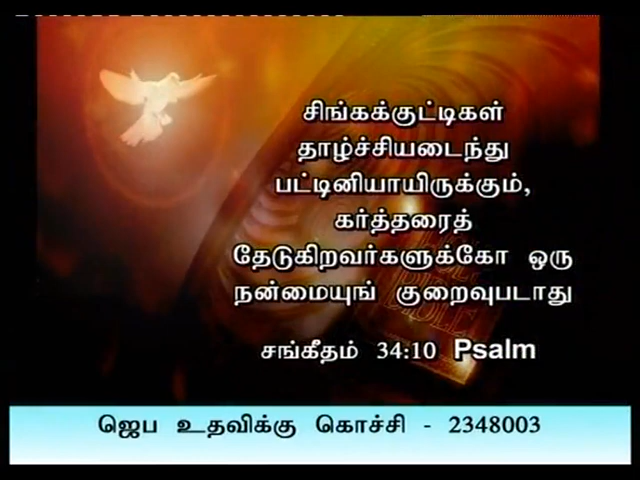 சிங்கக்குட்டிகள்
தாழ்ச்சியடைந்து
பட்டினியாயிருக்கும்,
கர்த்தரைத்
தேடுகிறவர்களுக்கோ ஒரு
நன்மையுங் குறைவுபடாது
சங்கீதம் 34:10 Psalm
ஜெப உதவிக்கு கொச்சி - 2348003